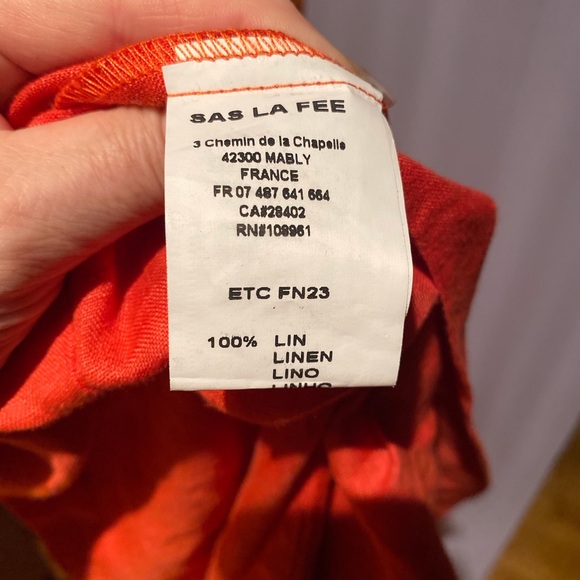 SAS LA FEE
3 Chemin de la Chapelle
42300 MABLY
FRANCE
FR 07 487 641 664
CA#28402
RN#108961
ETC FN23
100% LIN
LINEN
LINO
LINHO